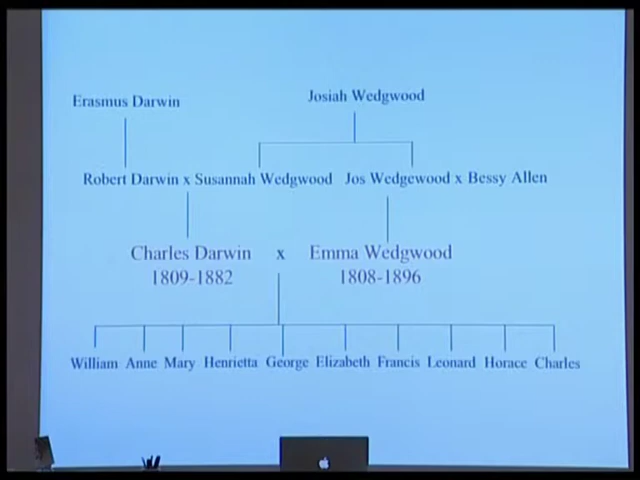 Erasmus Darwin Josiah Wedgwood
Robert Darwin x Susannah Wedgwood Jos Wedgewood x Bessy Allen
Charles Darwin x Emma Wedgwood
1809-1882 1808-1896
William Anne Mary Henrietta George Elizabeth Francis Leonard Horace Charles